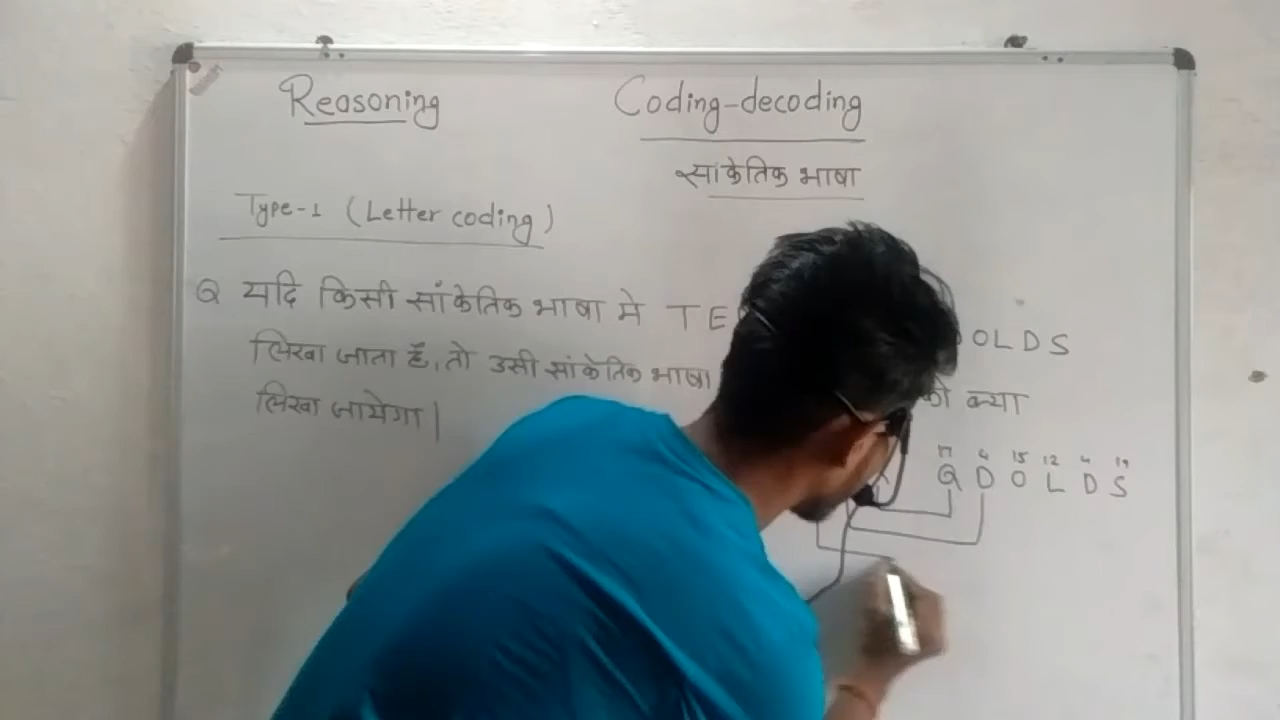 Reasoning
Coding-decoding
सांकेतिक भाषा
Type-1 (Letter coding)
Q यदि किसी सांकेतिक भाषा मे TE OLDS
लिखा जाता है, तो उसी सांकेतिक भाषा को क्या
लिखा जायेगा |
17 4 15 12 4 19
Q D O L D S